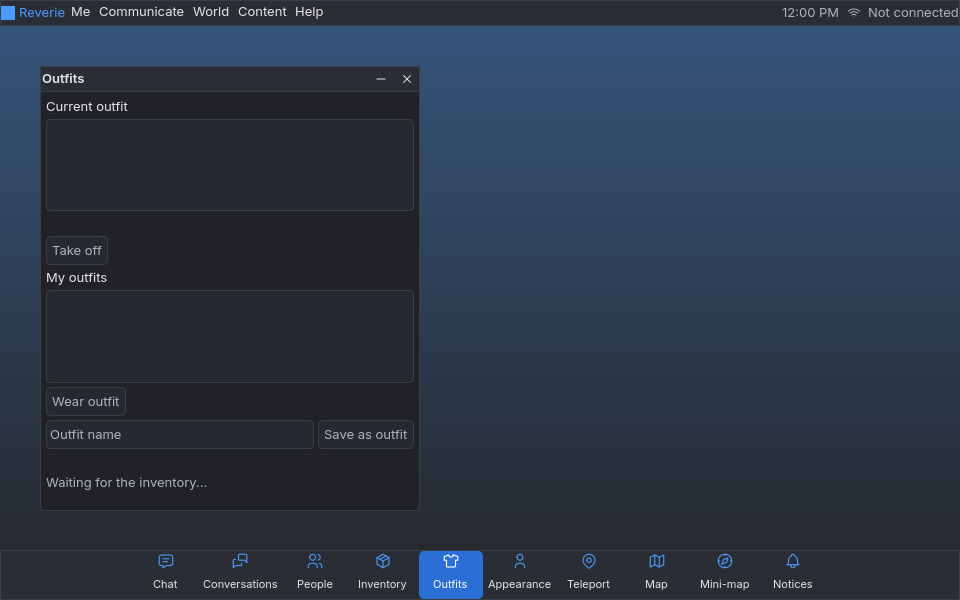 Reverie Me Communicate World Content Help 12:00 PM Not connected
Outfits
Current outfit
Take off
My outfits
Wear outfit
Outfit name Save as outfit
Waiting for the inventory...
Chat Conversations People Inventory Outfits Appearance Teleport Map Mini-map Notices